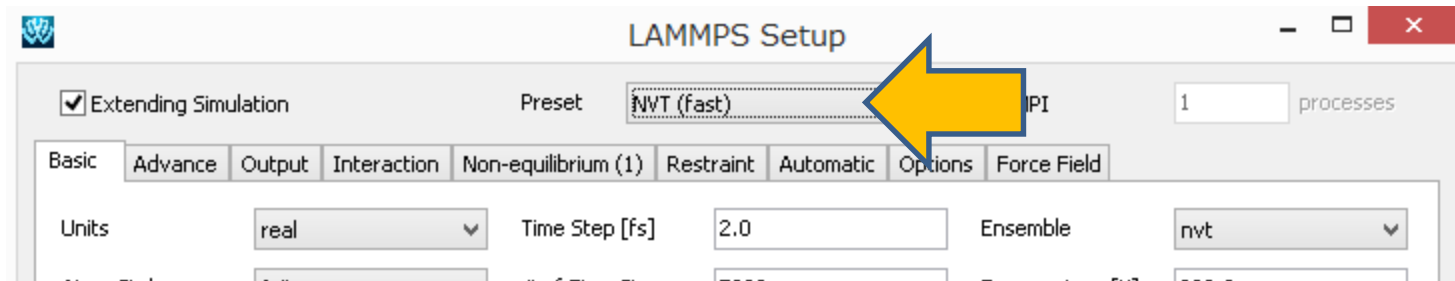 LAMMPS Setup
Extending Simulation Preset NVT (fast) 1 processes
Basic Advance Output Interaction Non-equilibrium (1) Restraint Automatic Options Force Field
Units real Time Step [fs] 2.0 Ensemble nvt